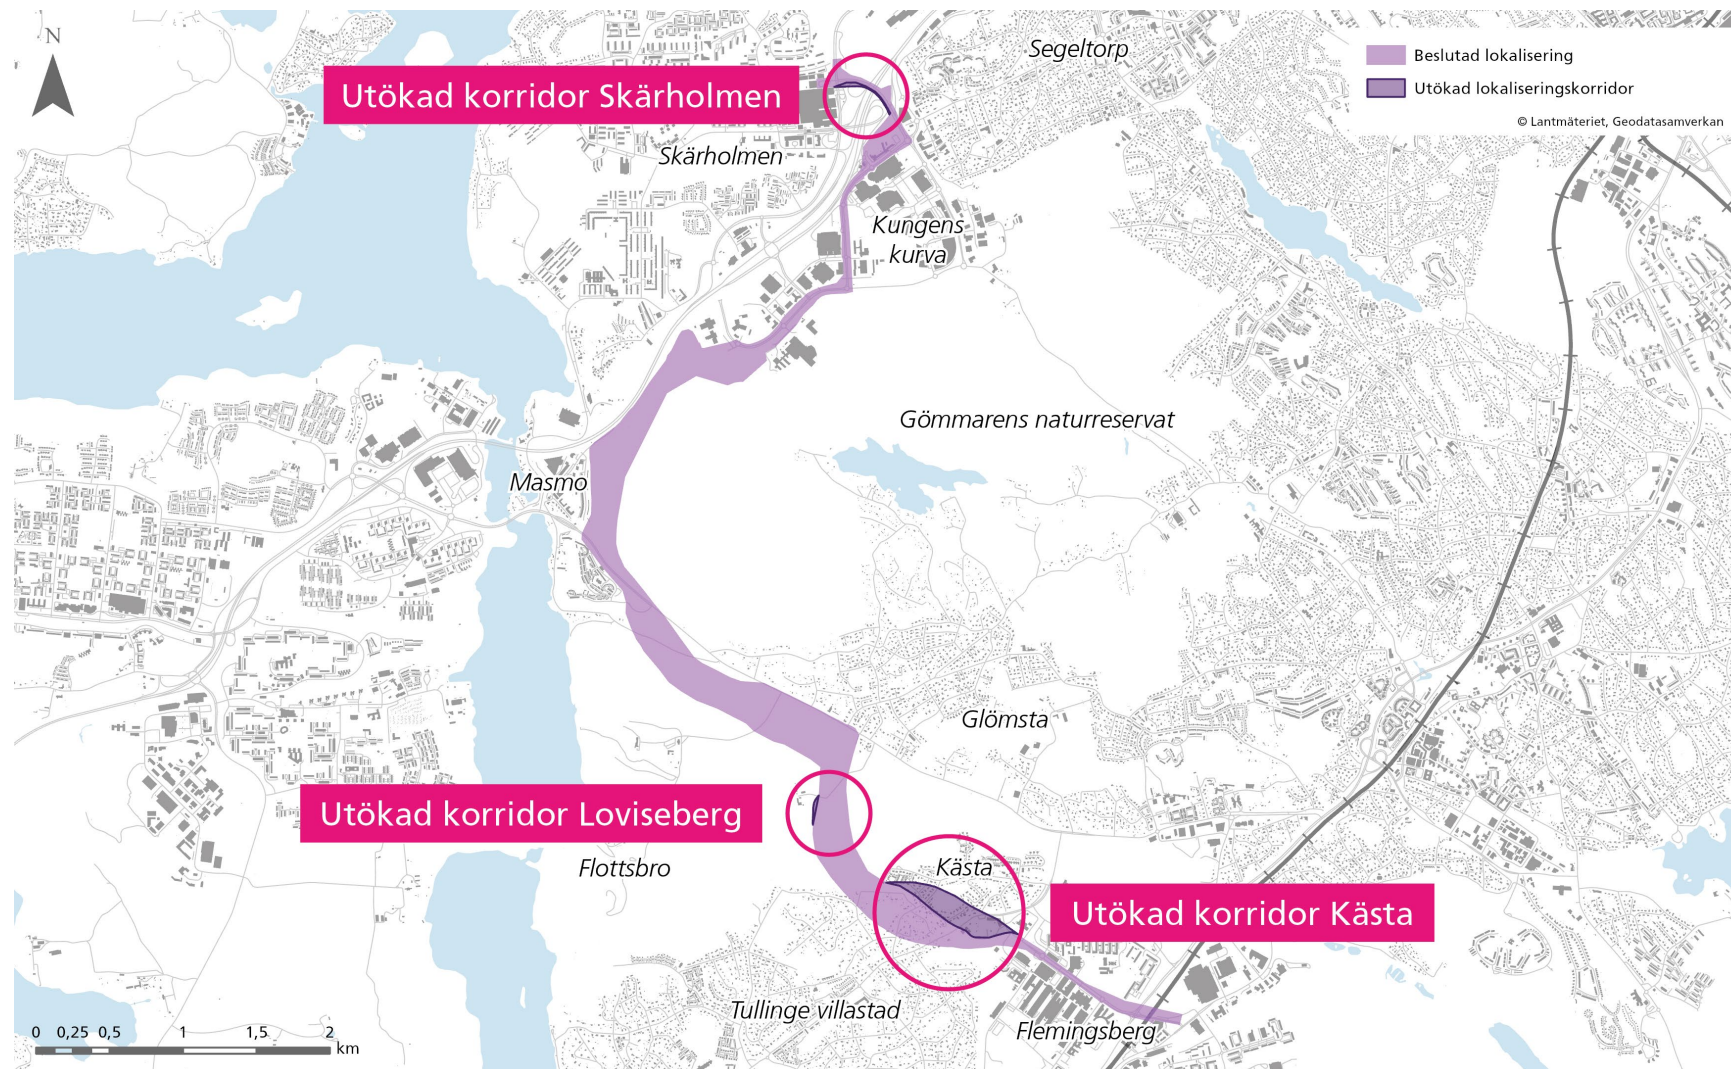 N
Segeltorp
Beslutad lokalisering
Utökad lokaliseringskorridor
© Lantmäteriet, Geodatasamverkan
Utökad korridor Skärholmen
Skärholmen
Kungens
kurva
Gömmarens naturreservat
Masmo
Glömsta
Utökad korridor Loviseberg
Flottsbro
Kästa
Utökad korridor Kästa
Tullinge villastad
Flemingsberg
0 0,25 0,5 1 1,5 2
km